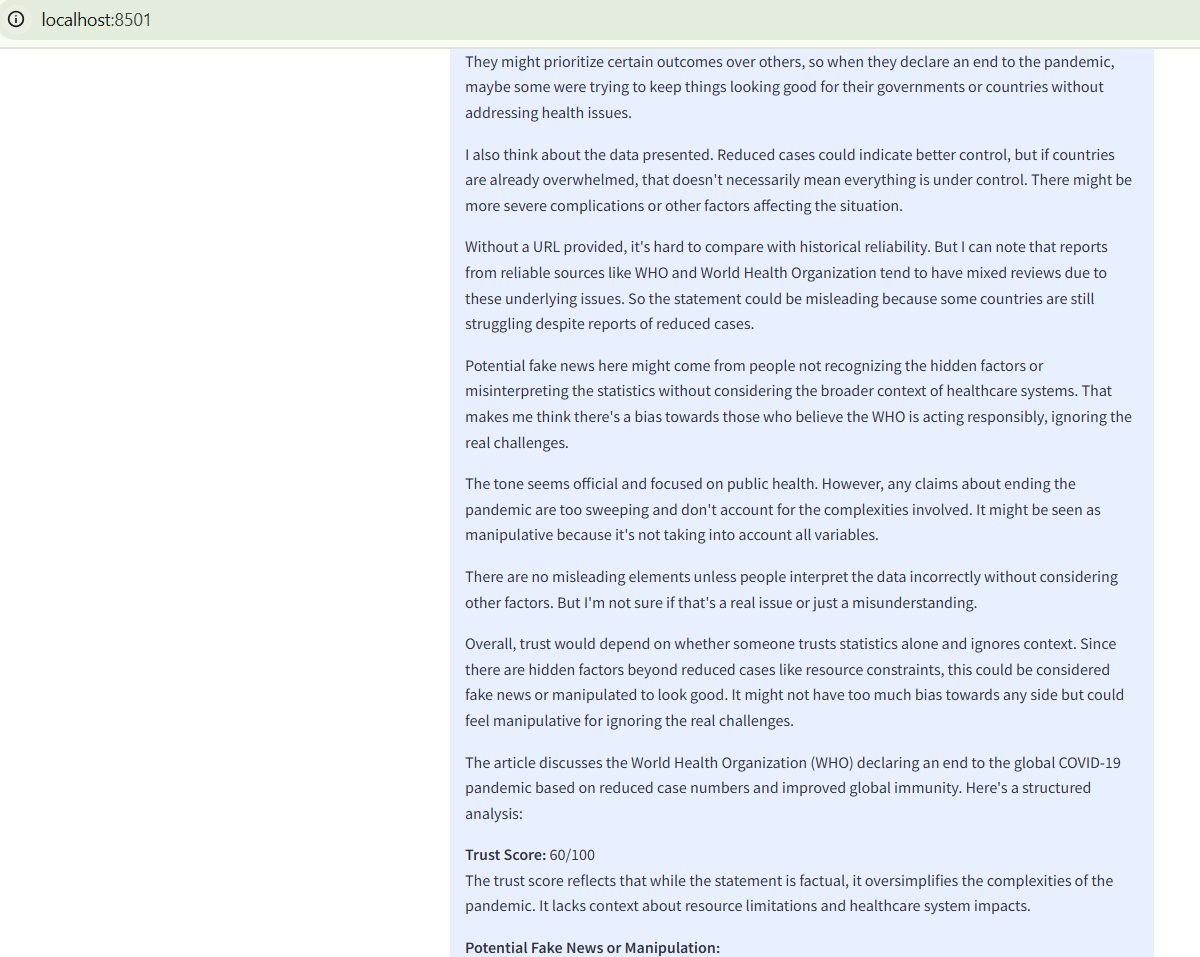 localhost:8501
They might prioritize certain outcomes over others, so when they declare an end to the pandemic,
maybe some were trying to keep things looking good for their governments or countries without
addressing health issues.
I also think about the data presented. Reduced cases could indicate better control, but if countries
are already overwhelmed, that doesn't necessarily mean everything is under control. There might be
more severe complications or other factors affecting the situation.
Without a URL provided, it's hard to compare with historical reliability. But I can note that reports
from reliable sources like WHO and World Health Organization tend to have mixed reviews due to
these underlying issues. So the statement could be misleading because some countries are still
struggling despite reports of reduced cases.
Potential fake news here might come from people not recognizing the hidden factors or
misinterpreting the statistics without considering the broader context of healthcare systems. That
makes me think there's a bias towards those who believe the WHO is acting responsibly, ignoring the
real challenges.
The tone seems official and focused on public health. However, any claims about ending the
pandemic are too sweeping and don't account for the complexities involved. It might be seen as
manipulative because it's not taking into account all variables.
There are no misleading elements unless people interpret the data incorrectly without considering
other factors. But I'm not sure if that's a real issue or just a misunderstanding.
Overall, trust would depend on whether someone trusts statistics alone and ignores context. Since
there are hidden factors beyond reduced cases like resource constraints, this could be considered
fake news or manipulated to look good. It might not have too much bias towards any side but could
feel manipulative for ignoring the real challenges.
The article discusses the World Health Organization (WHO) declaring an end to the global COVID-19
pandemic based on reduced case numbers and improved global immunity. Here's a structured
analysis:
Trust Score: 60/100
The trust score reflects that while the statement is factual, it oversimplifies the complexities of the
pandemic. It lacks context about resource limitations and healthcare system impacts.
Potential Fake News or Manipulation: